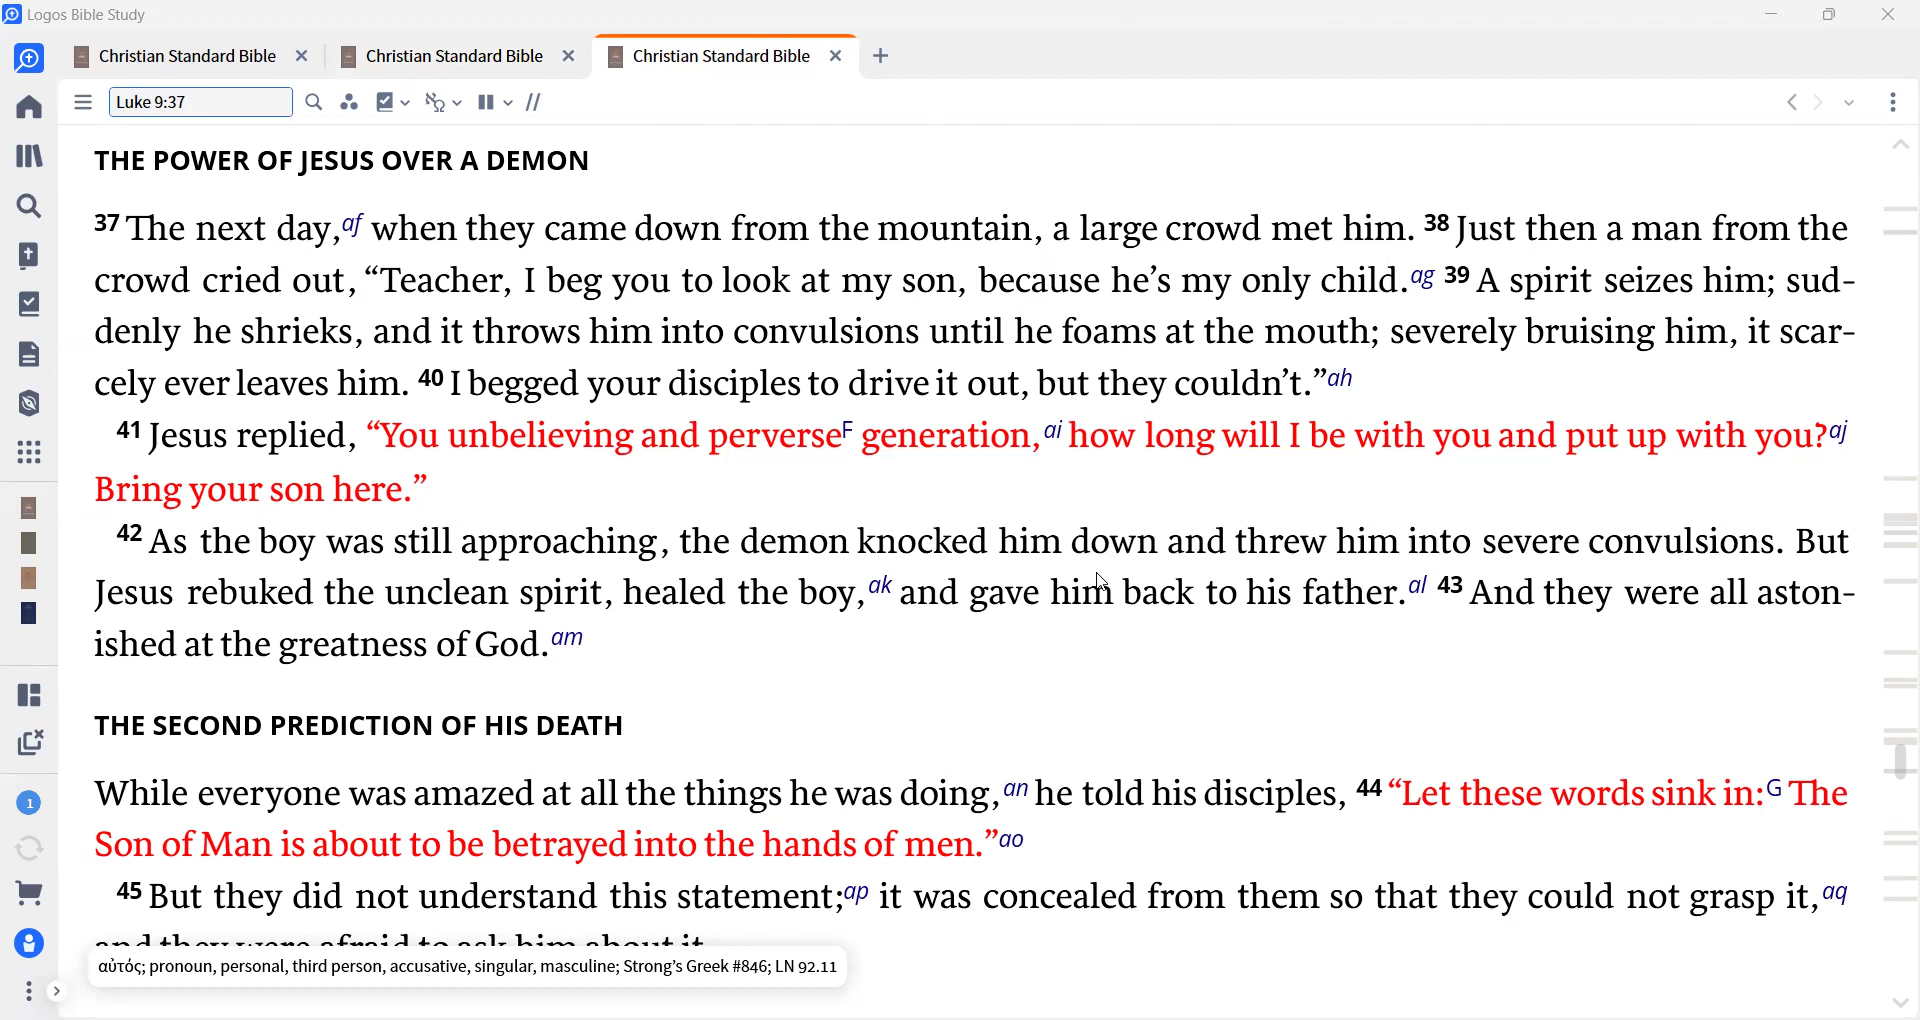 Logos Bible Study
Christian Standard Bible
Christian Standard Bible
Christian Standard Bible
Luke 9:37
THE POWER OF JESUS OVER A DEMON
37 The next day,af when they came down from the mountain, a large crowd met him. 38 Just then a man from the
crowd cried out, “Teacher, I beg you to look at my son, because he’s my only child.ag 39 A spirit seizes him; sud-
denly he shrieks, and it throws him into convulsions until he foams at the mouth; severely bruising him, it scar-
cely ever leaves him. 40 I begged your disciples to drive it out, but they couldn’t.”ah
41 Jesus replied, “You unbelieving and perverseF generation,ai how long will I be with you and put up with you?aj
Bring your son here.”
42 As the boy was still approaching, the demon knocked him down and threw him into severe convulsions. But
Jesus rebuked the unclean spirit, healed the boy,ak and gave him back to his father.al 43 And they were all aston-
ished at the greatness of God.am
THE SECOND PREDICTION OF HIS DEATH
While everyone was amazed at all the things he was doing,an he told his disciples, 44 “Let these words sink in:G The
Son of Man is about to be betrayed into the hands of men.”ao
45 But they did not understand this statement;ap it was concealed from them so that they could not grasp it,aq
and they were afraid to ask him about it.
αὐτός; pronoun, personal, third person, accusative, singular, masculine; Strong’s Greek #846; LN 92.11
1